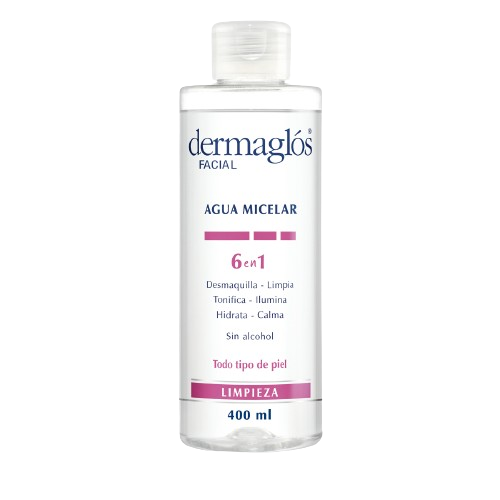 dermaglós®
FACIAL
AGUA MICELAR
6 en 1
Desmaquilla - Limpia
Tonifica - Ilumina
Hidrata - Calma
Sin alcohol
Todo tipo de piel
LIMPIEZA
400 ml